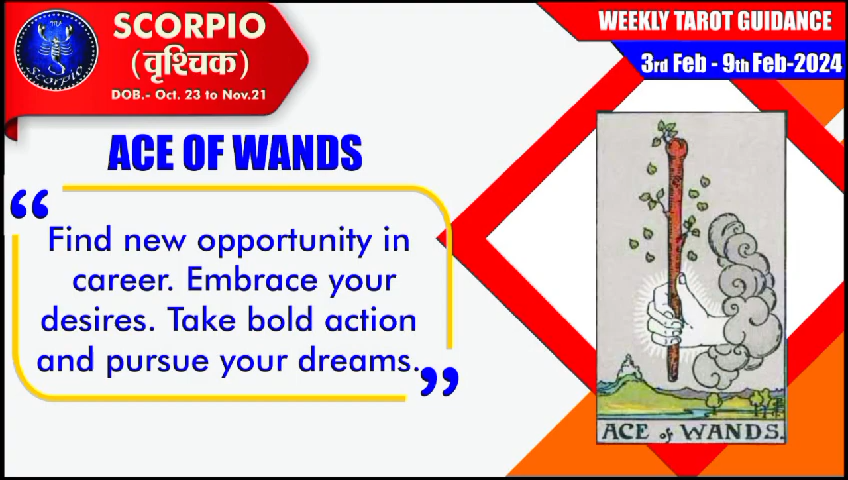 SCORPIO
(वृश्चिक)
DOB.- Oct. 23 to Nov.21
Scorpio
WEEKLY TAROT GUIDANCE
3rd Feb - 9th Feb-2024
ACE OF WANDS
“Find new opportunity in
career. Embrace your
desires. Take bold action
and pursue your dreams.”
ACE of WANDS.